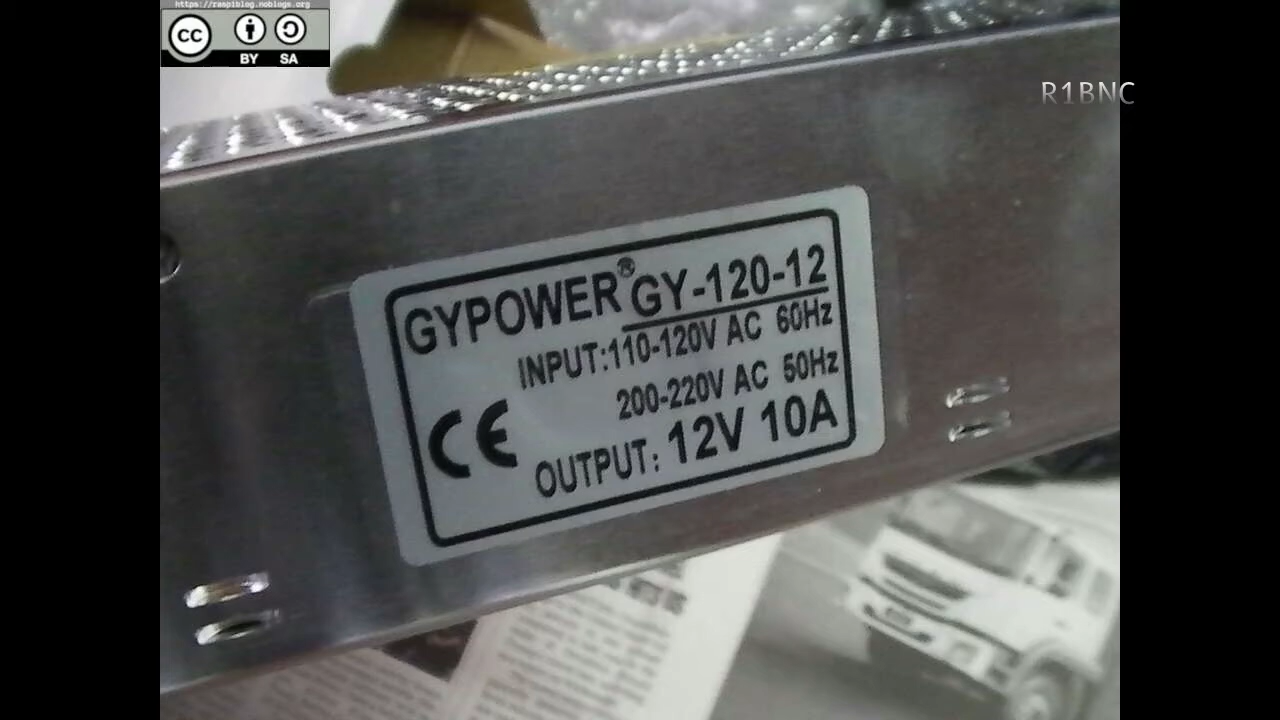 https://raspiblog.noblogs.org
CC
BY SA
R1BNC
GYPOWER® GY-120-12
INPUT:110-120V AC 60Hz
200-220V AC 50Hz
CE
OUTPUT: 12V 10A